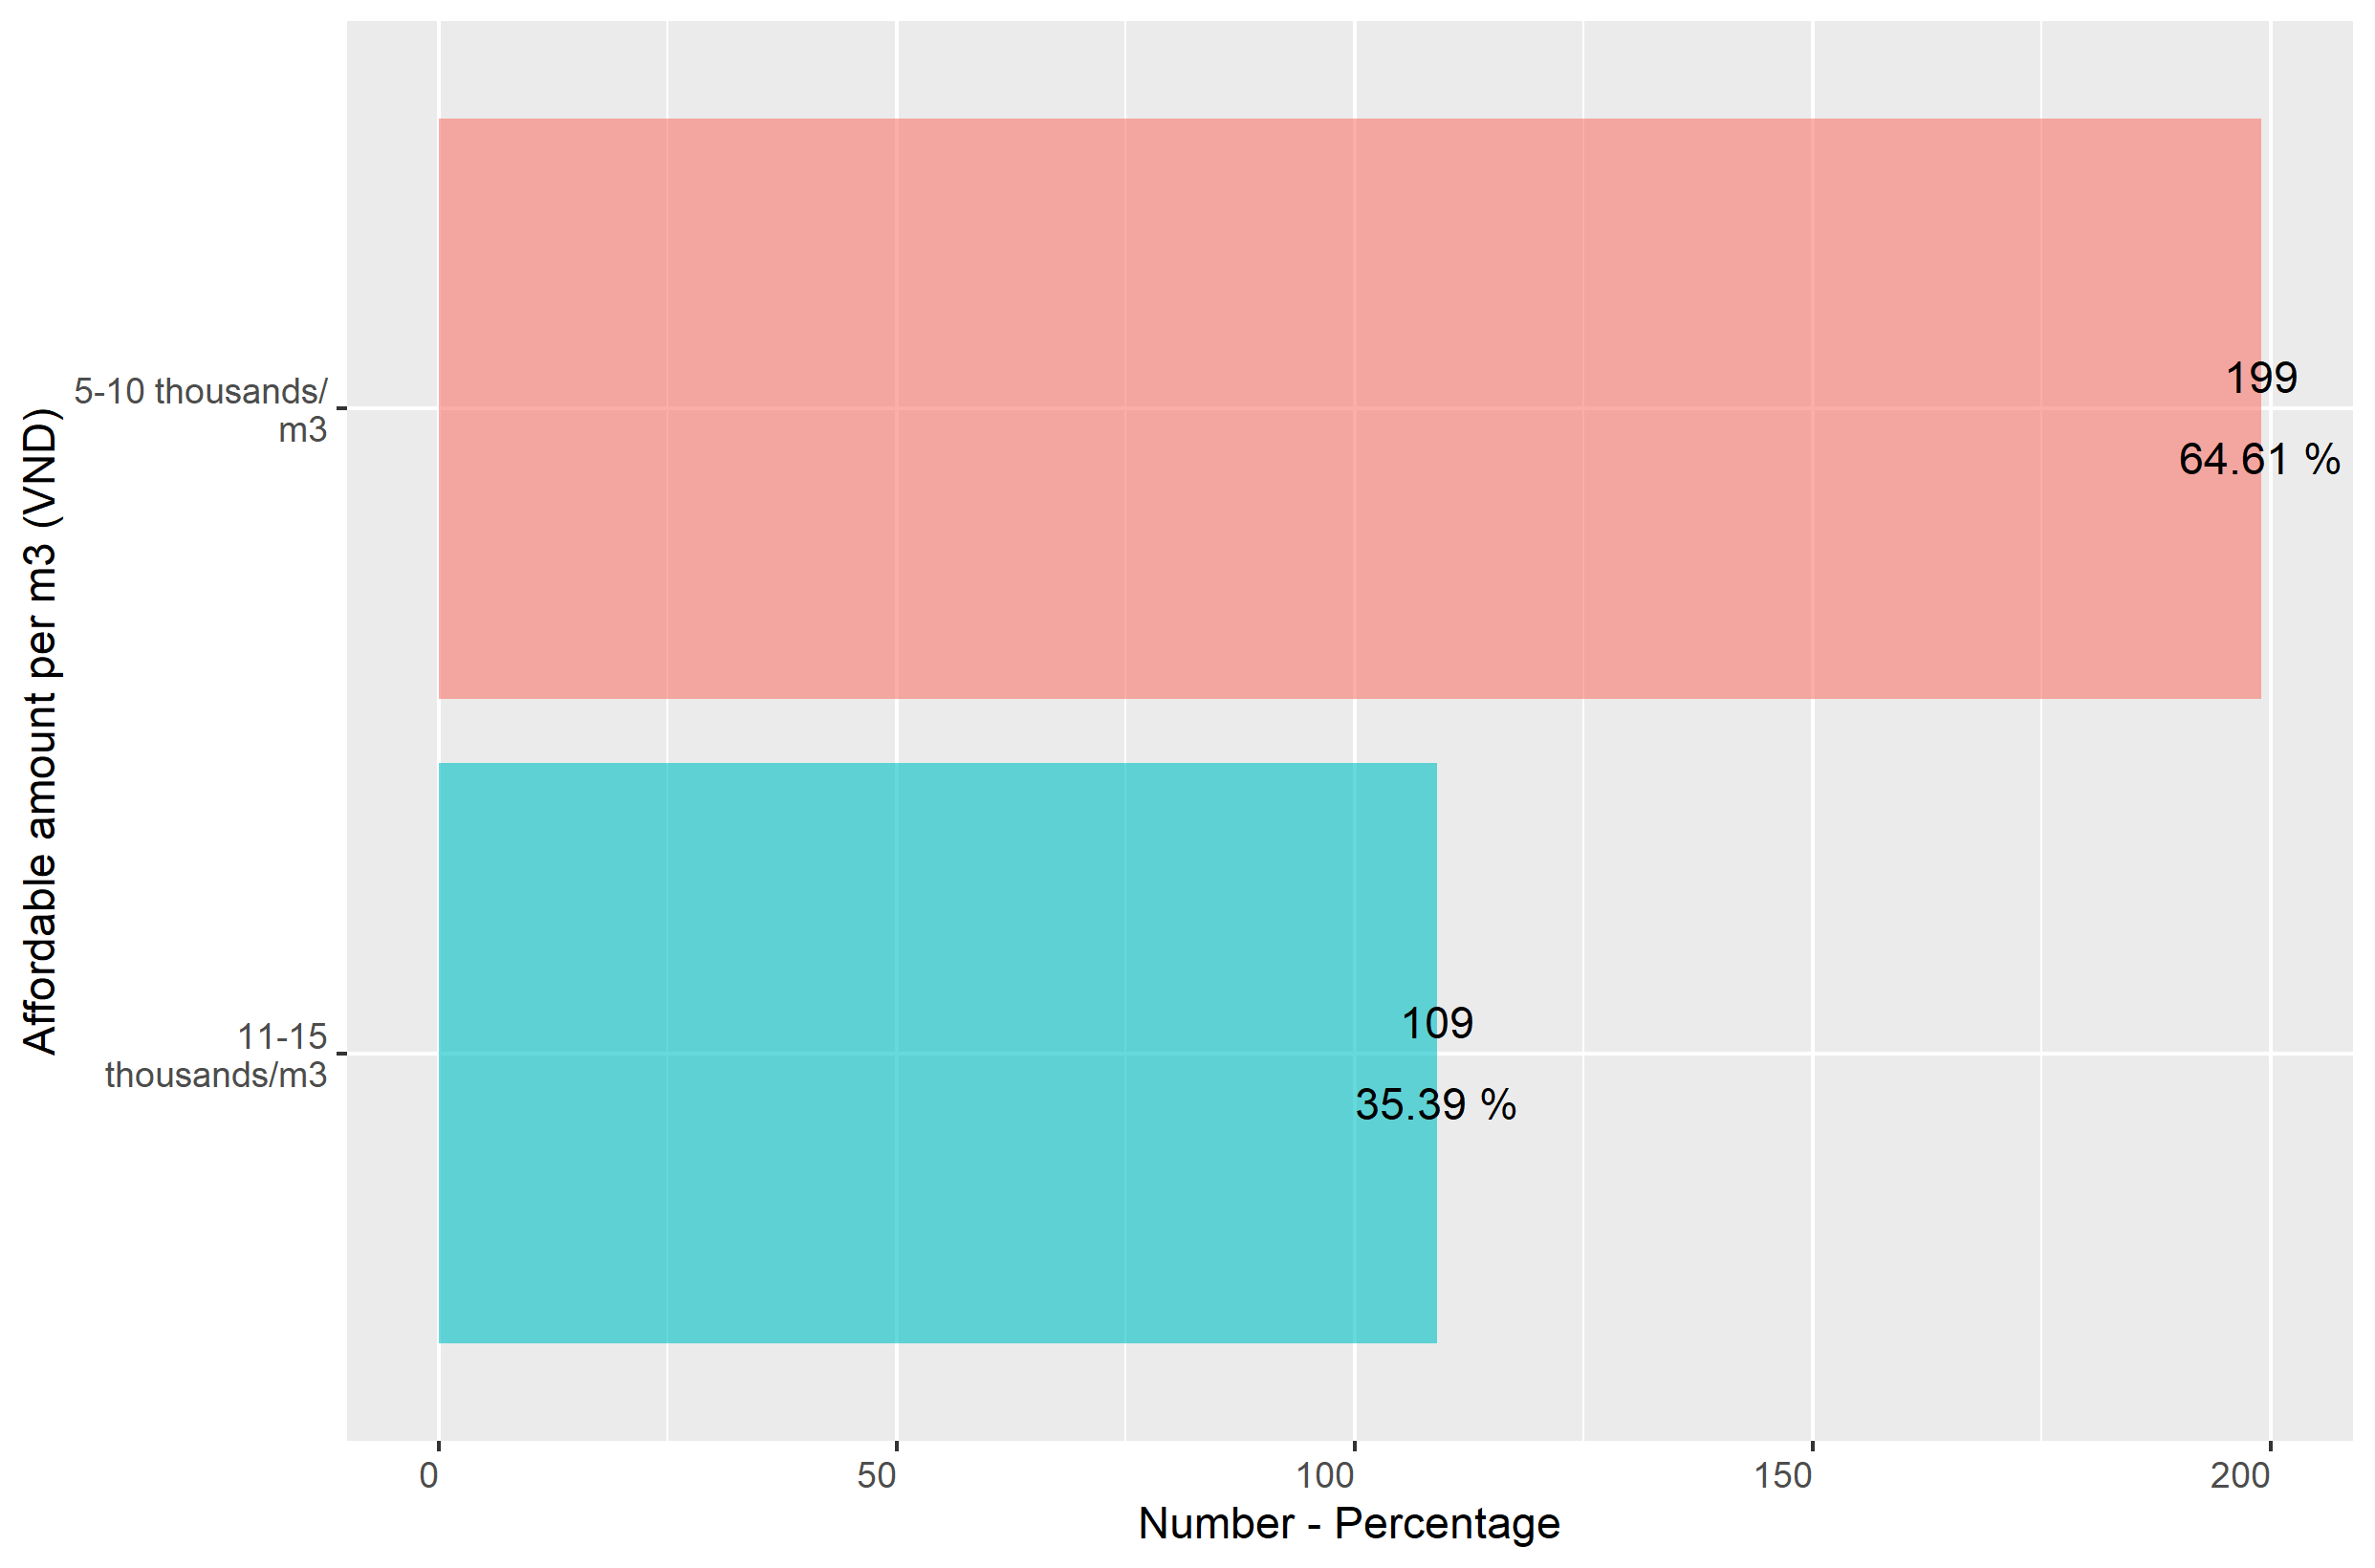 Affordable amount per m3 (VND)
5-10 thousands/
m3
199
64.61 %
11-15
thousands/m3
109
35.39 %
0
50
100
150
200
Number - Percentage